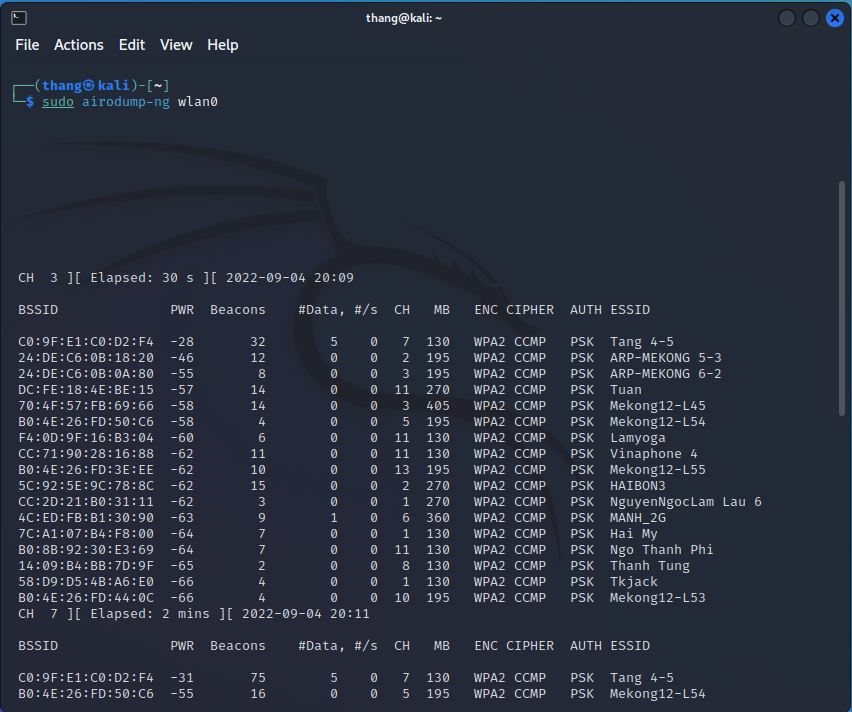 thang@kali: ~
File Actions Edit View Help
┌──(thang㉿kali)-[~]
└─$ sudo airodump-ng wlan0
CH 3 ][ Elapsed: 30 s ][ 2022-09-04 20:09
BSSID PWR Beacons #Data, #/s CH MB ENC CIPHER AUTH ESSID
C0:9F:E1:C0:D2:F4 -28 32 5 0 7 130 WPA2 CCMP PSK Tang 4-5
24:DE:C6:0B:18:20 -46 12 0 0 2 195 WPA2 CCMP PSK ARP-MEKONG 5-3
24:DE:C6:0B:0A:80 -55 8 0 0 3 195 WPA2 CCMP PSK ARP-MEKONG 6-2
DC:FE:18:4E:BE:15 -57 14 0 0 11 270 WPA2 CCMP PSK Tuan
70:4F:57:FB:69:66 -58 14 0 0 3 405 WPA2 CCMP PSK Mekong12-L45
B0:4E:26:FD:50:C6 -58 4 0 0 5 195 WPA2 CCMP PSK Mekong12-L54
F4:0D:9F:16:B3:04 -60 6 0 0 11 130 WPA2 CCMP PSK Lamyoga
CC:71:90:28:16:88 -62 11 0 0 11 130 WPA2 CCMP PSK Vinaphone 4
B0:4E:26:FD:3E:EE -62 10 0 0 13 195 WPA2 CCMP PSK Mekong12-L55
5C:92:5E:9C:78:8C -62 15 0 0 2 270 WPA2 CCMP PSK HAIBON3
CC:2D:21:B0:31:11 -62 3 0 0 1 270 WPA2 CCMP PSK NguyenNgocLam Lau 6
4C:ED:FB:B1:30:90 -63 9 1 0 6 360 WPA2 CCMP PSK MANH_2G
7C:A1:07:B4:F8:00 -64 7 0 0 1 130 WPA2 CCMP PSK Hai My
B0:8B:92:30:E3:69 -64 7 0 0 11 130 WPA2 CCMP PSK Ngo Thanh Phi
14:09:B4:BB:7D:9F -65 2 0 0 8 130 WPA2 CCMP PSK Thanh Tung
58:D9:D5:4B:A6:E0 -66 4 0 0 1 130 WPA2 CCMP PSK Tkjack
B0:4E:26:FD:44:0C -66 4 0 0 10 195 WPA2 CCMP PSK Mekong12-L53
CH 7 ][ Elapsed: 2 mins ][ 2022-09-04 20:11
BSSID PWR Beacons #Data, #/s CH MB ENC CIPHER AUTH ESSID
C0:9F:E1:C0:D2:F4 -31 75 5 0 7 130 WPA2 CCMP PSK Tang 4-5
B0:4E:26:FD:50:C6 -55 16 0 0 5 195 WPA2 CCMP PSK Mekong12-L54